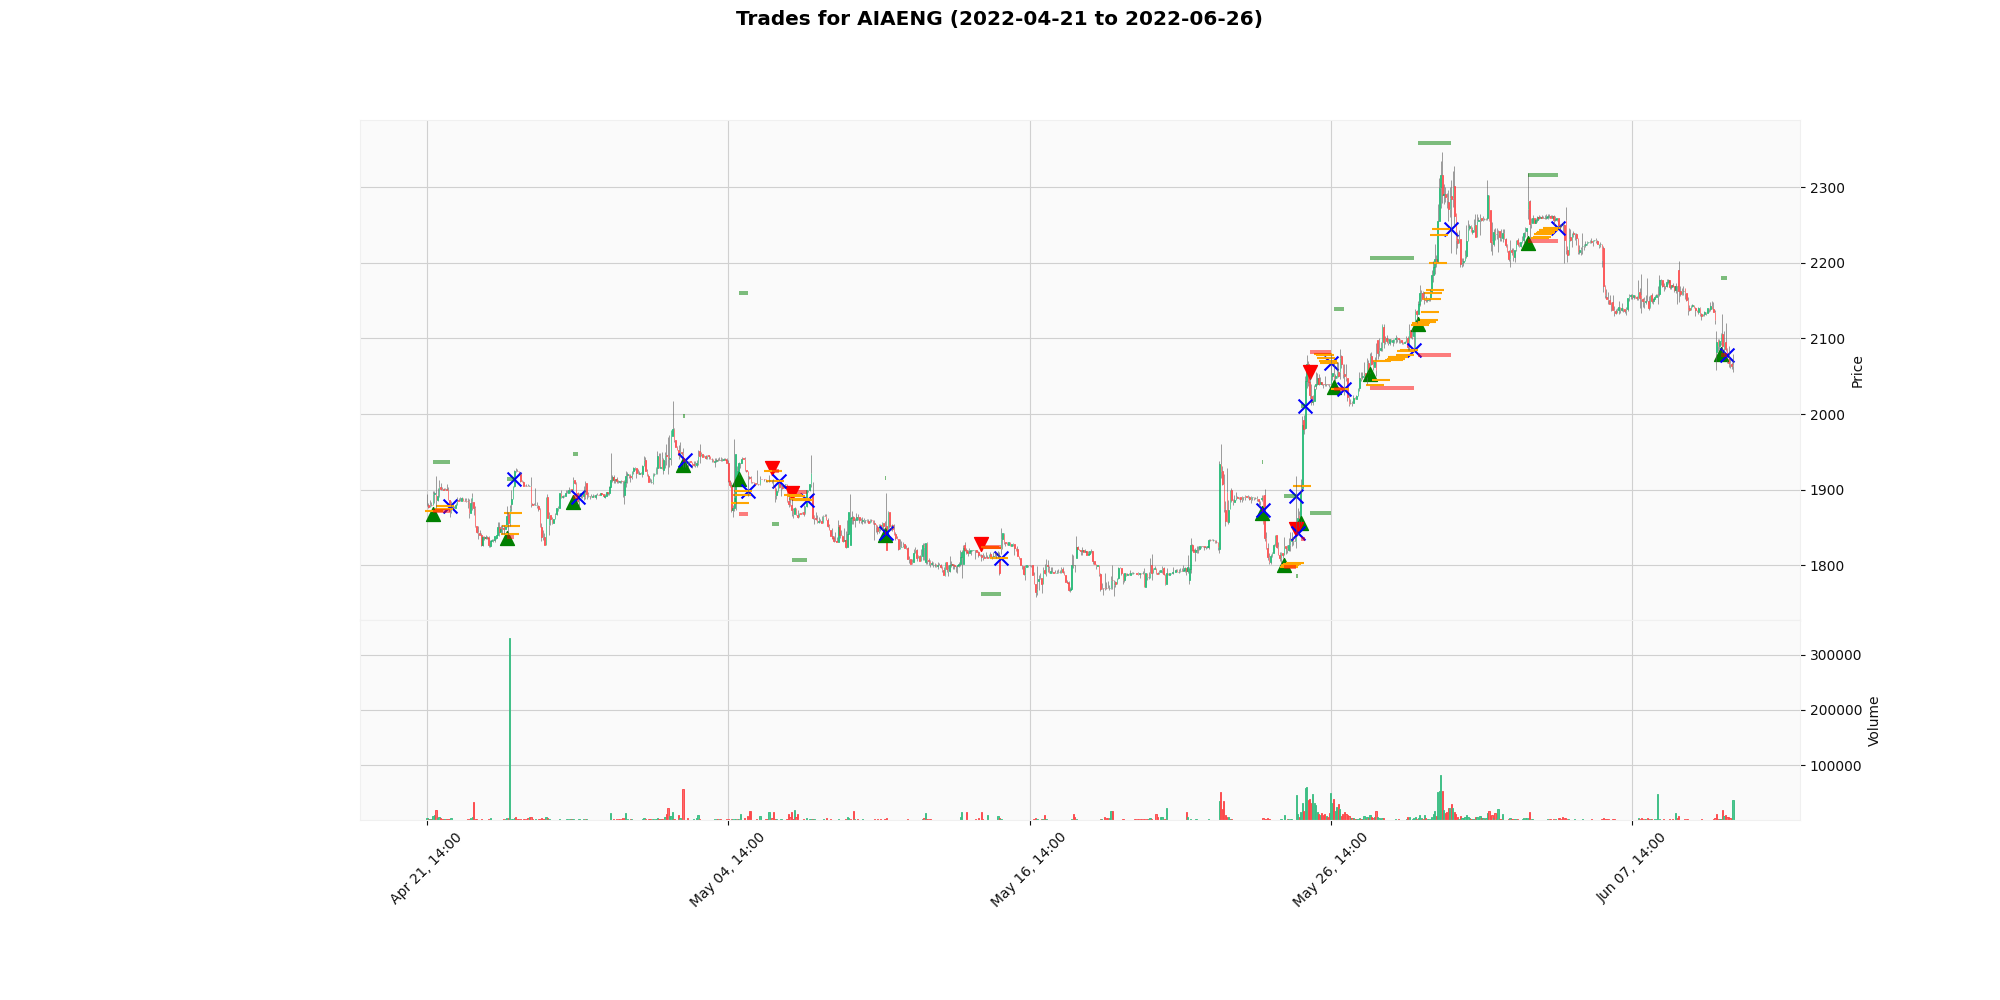 Trades for AIAENG (2022-04-21 to 2022-06-26)
2300
2200
2100
2000
1900
1800
Price
300000
200000
100000
Volume
Apr 21, 14:00
May 04, 14:00
May 16, 14:00
May 26, 14:00
Jun 07, 14:00